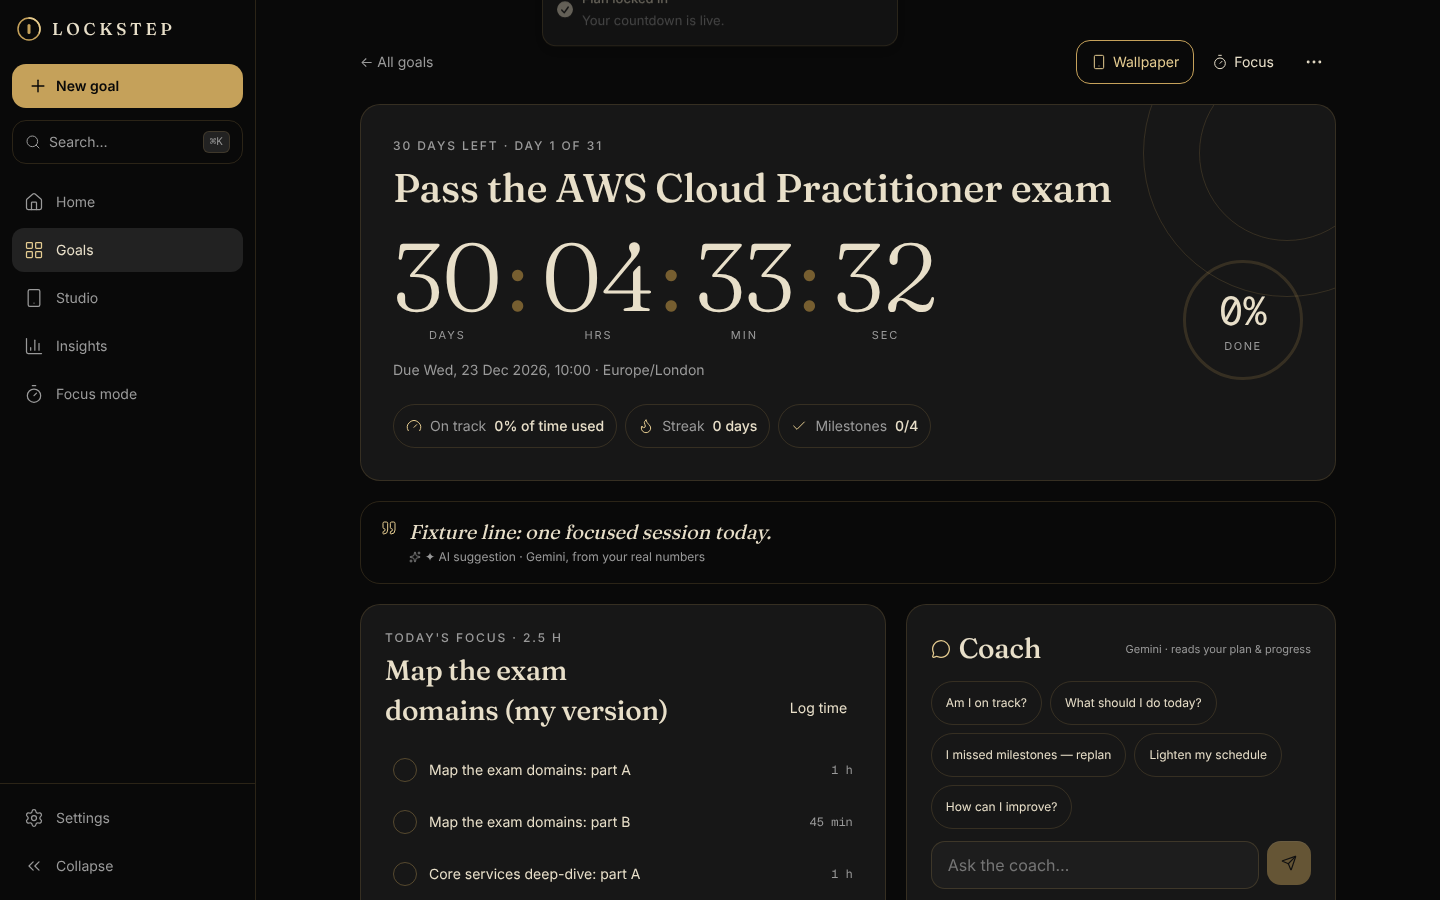 LOCKSTEP
New goal
Search...
⌘K
Home
Goals
Studio
Insights
Focus mode
Settings
Collapse
Plan locked in
Your countdown is live.
← All goals
Wallpaper
Focus
30 DAYS LEFT · DAY 1 OF 31
Pass the AWS Cloud Practitioner exam
30:04:33:32
DAYS HRS MIN SEC
0%
DONE
Due Wed, 23 Dec 2026, 10:00 · Europe/London
On track 0% of time used
Streak 0 days
Milestones 0/4
Fixture line: one focused session today.
✦ AI suggestion · Gemini, from your real numbers
TODAY'S FOCUS · 2.5 H
Map the exam
domains (my version)
Log time
Map the exam domains: part A 1 h
Map the exam domains: part B 45 min
Core services deep-dive: part A 1 h
Coach
Gemini · reads your plan & progress
Am I on track?
What should I do today?
I missed milestones — replan
Lighten my schedule
How can I improve?
Ask the coach...